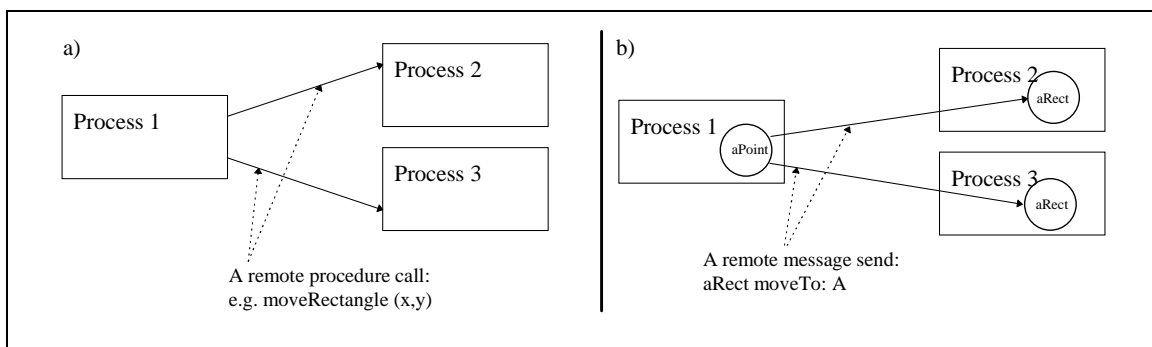 a)
Process 1
Process 2
Process 3
A remote procedure call:
e.g. moveRectangle (x,y)
b)
Process 1
aPoint
Process 2
aRect
Process 3
aRect
A remote message send:
aRect moveTo: A